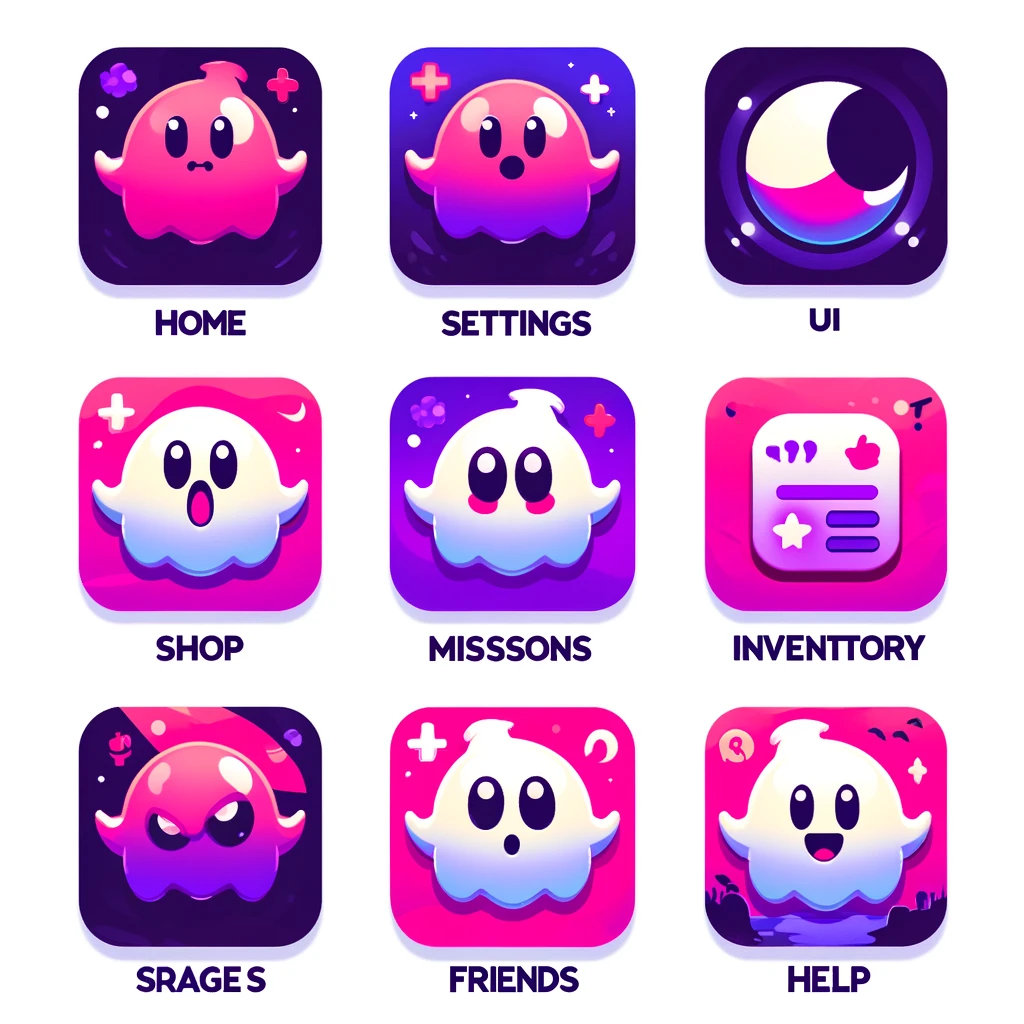 HOME
SETTINGS
UI
SHOP
MISSSONS
INVENTTORY
SRAGE S
FRIENDS
HELP